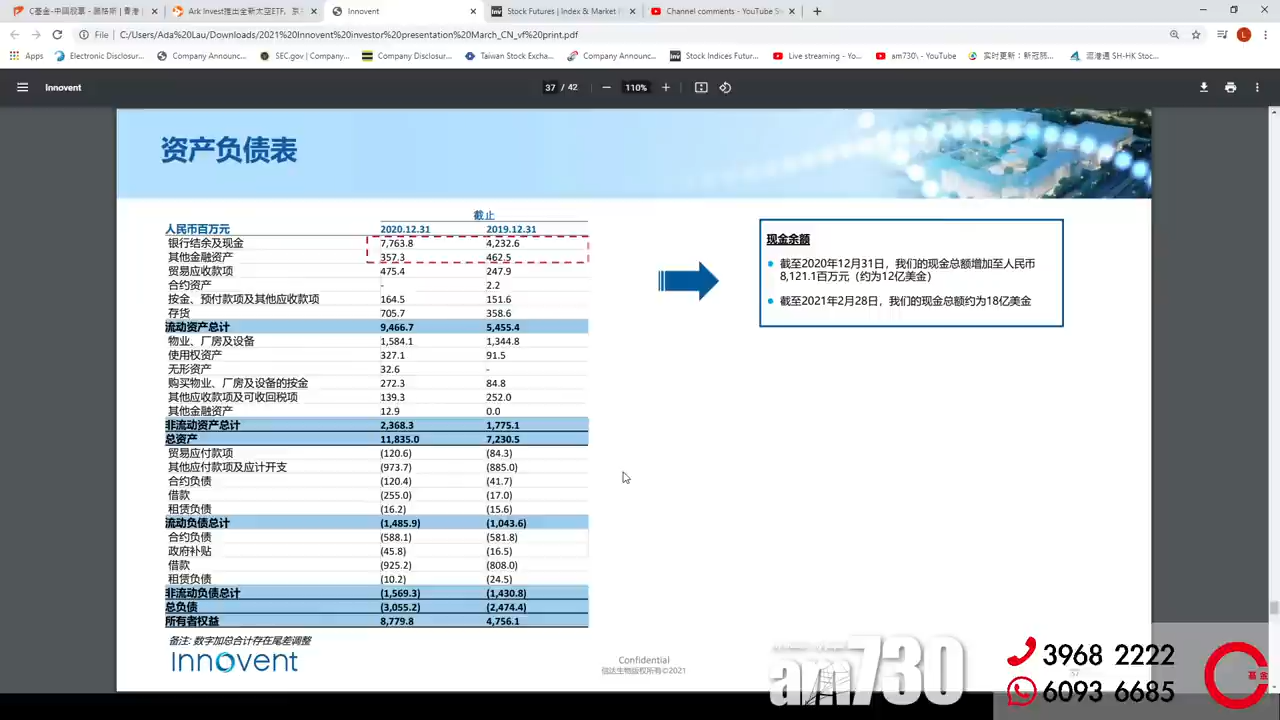 C基金-中國股票 - 晨格斯 | 香港 |
Ark Invest推出全新太空ETF,
Innovent
Stock Futures | Index & Market F
Channel comments - YouTube St
File | C:/Users/Ada%20Lau/Downloads/2021%20Innovent%20investor%20presentation%20March_CN_vf%20print.pdf
Apps
Electronic Disclosur...
Company Announc...
SEC.gov | Company...
Company Disclosur...
Taiwan Stock Excha...
Company Announc...
Stock Indices Futur...
Live streaming - Yo...
am730\ - YouTube
实时更新：新冠肺...
滬港通 SH-HK Stoc...
Innovent
37 / 42
110%
资产负债表
截止
人民币百万元 2020.12.31 2019.12.31
银行结余及现金 7,763.8 4,232.6
其他金融资产 357.3 462.5
贸易应收款项 475.4 247.9
合约资产 - 2.2
按金、预付款项及其他应收款项 164.5 151.6
存货 705.7 358.6
流动资产总计 9,466.7 5,455.4
物业、厂房及设备 1,584.1 1,344.8
使用权资产 327.1 91.5
无形资产 32.6 -
购买物业、厂房及设备的按金 272.3 84.8
其他应收款项及可收回税项 139.3 252.0
其他金融资产 12.9 0.0
非流动资产总计 2,368.3 1,775.1
总资产 11,835.0 7,230.5
贸易应付款项 (120.6) (84.3)
其他应付款项及应计开支 (973.7) (885.0)
合约负债 (120.4) (41.7)
借款 (255.0) (17.0)
租赁负债 (16.2) (15.6)
流动负债总计 (1,485.9) (1,043.6)
合约负债 (588.1) (581.8)
政府补贴 (45.8) (16.5)
借款 (925.2) (808.0)
租赁负债 (10.2) (24.5)
非流动负债总计 (1,569.3) (1,430.8)
总负债 (3,055.2) (2,474.4)
所有者权益 8,779.8 4,756.1
备注: 数字加总合计存在尾差调整
现金余额
截至2020年12月31日，我们的现金总额增加至人民币
8,121.1百万元（约为12亿美金）
截至2021年2月28日，我们的现金总额约为18亿美金
Innovent
Confidential
信达生物版权所有©2021
37
am730
3968 2222
6093 6685
基金